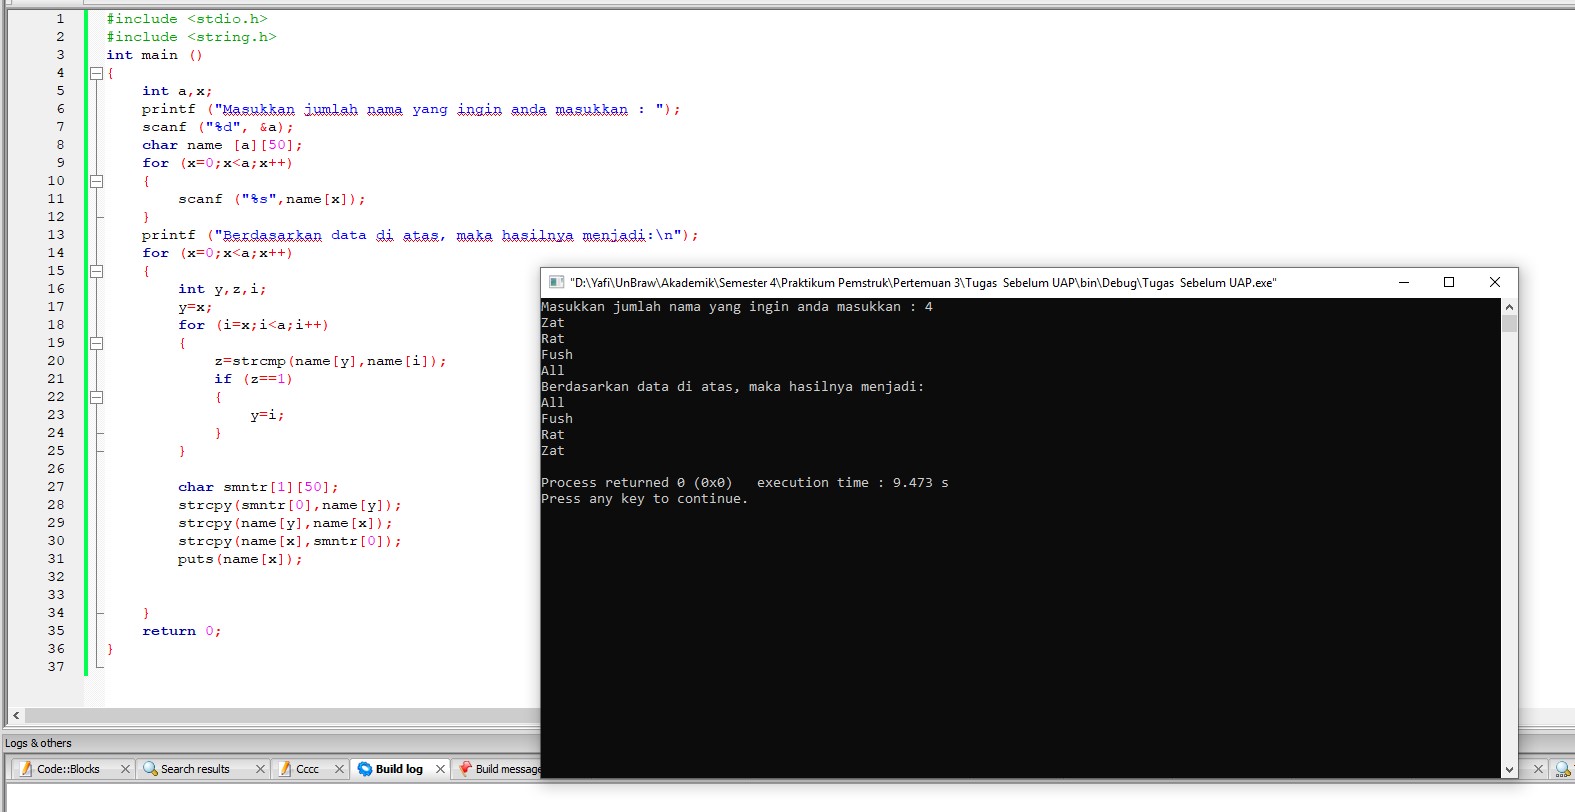 1 #include <stdio.h>
2 #include <string.h>
3 int main ()
4 {
5 int a,x;
6 printf ("Masukkan jumlah nama yang ingin anda masukkan : ");
7 scanf ("%d", &a);
8 char name [a][50];
9 for (x=0;x<a;x++)
10 {
11 scanf ("%s",name[x]);
12 }
13 printf ("Berdasarkan data di atas, maka hasilnya menjadi:\n");
14 for (x=0;x<a;x++)
15 {
16 int y,z,i;
17 y=x;
18 for (i=x;i<a;i++)
19 {
20 z=strcmp(name[y],name[i]);
21 if (z==1)
22 {
23 y=i;
24 }
25 }
26
27 char smntr[1][50];
28 strcpy(smntr[0],name[y]);
29 strcpy(name[y],name[x]);
30 strcpy(name[x],smntr[0]);
31 puts(name[x]);
32
33
34 }
35 return 0;
36 }
37
"D:\Yafi\UnBraw\Akademik\Semester 4\Praktikum Pemstruk\Pertemuan 3\Tugas Sebelum UAP\bin\Debug\Tugas Sebelum UAP.exe"
Masukkan jumlah nama yang ingin anda masukkan : 4
Zat
Rat
Fush
All
Berdasarkan data di atas, maka hasilnya menjadi:
All
Fush
Rat
Zat
Process returned 0 (0x0) execution time : 9.473 s
Press any key to continue.
Logs & others
Code::Blocks
Search results
Cccc
Build log
Build message